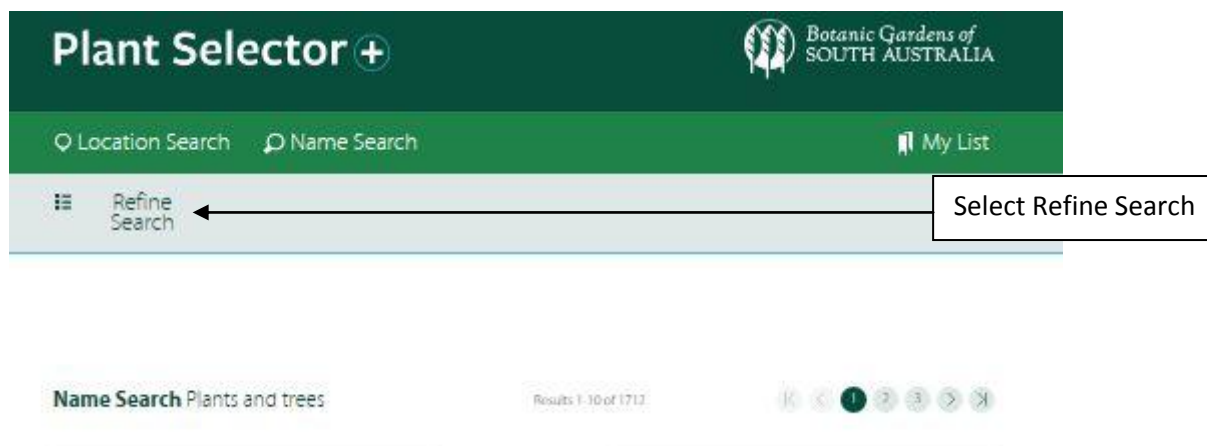 Plant Selector+
Botanic Gardens of
SOUTH AUSTRALIA
Location Search Name Search My List
Refine
Search
Select Refine Search
Name Search Plants and trees Results 1-10 of 1712 1 2 3